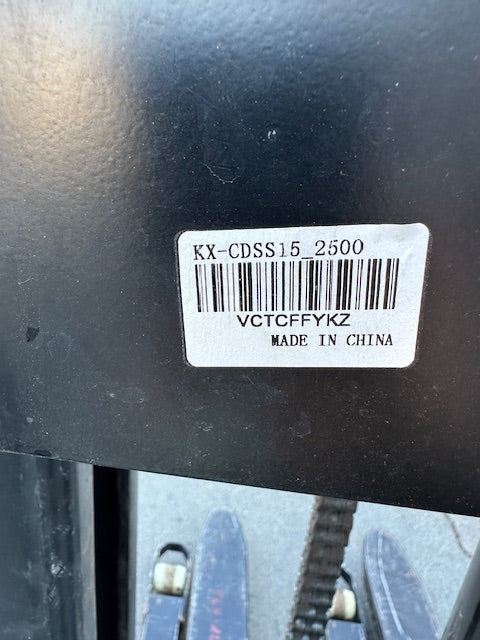 KX-CDSS15_2500
VCTCFFYKZ
MADE IN CHINA